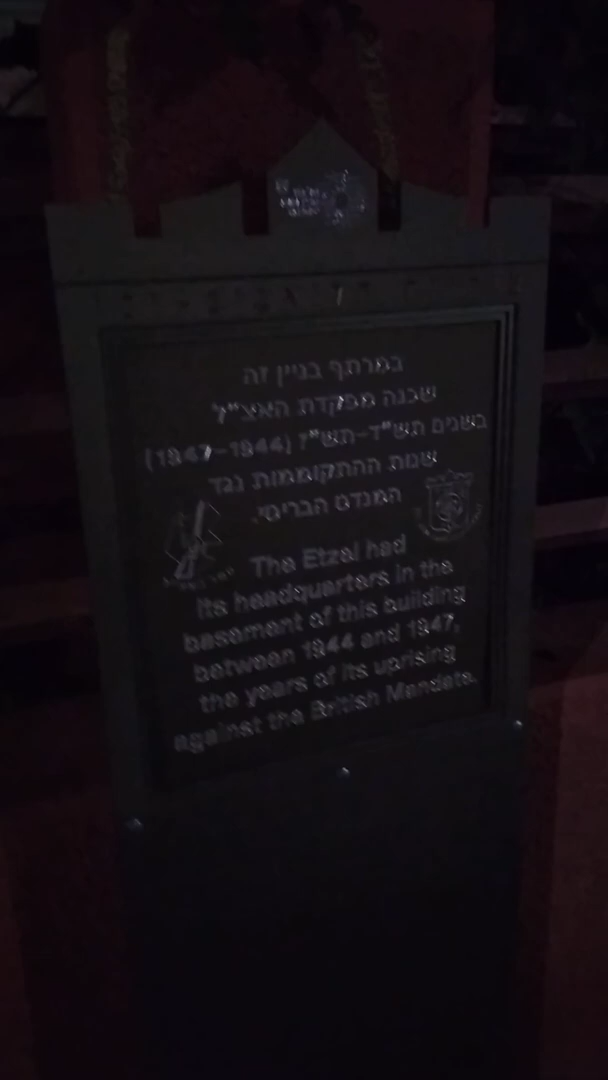 במרתף בניין זה
שכנה מפקדת האצ"ל
בשנים תש"ד-תש"ז (1944-1947)
שנות ההתקוממות נגד
המנדט הבריטי.
The Etzel had
its headquarters in the
basement of this building
between 1944 and 1947,
the years of its uprising
against the British Mandate.